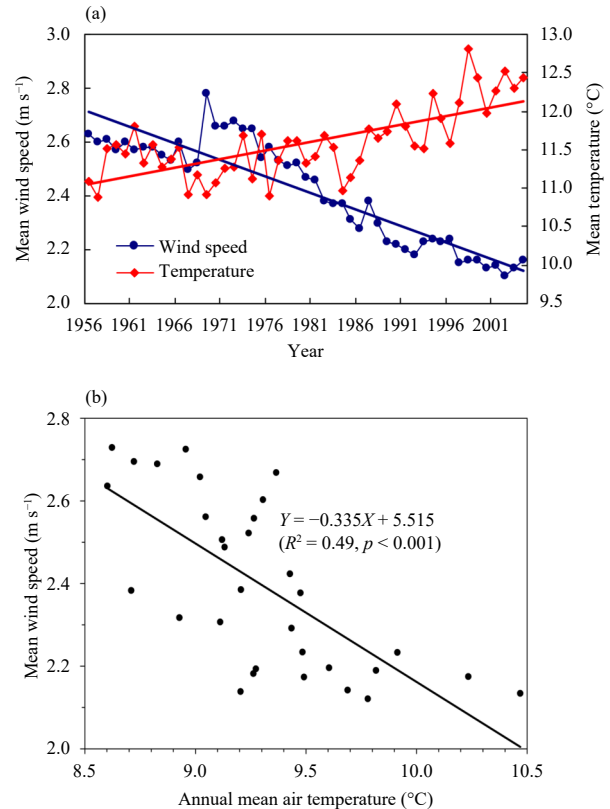 (a)
3.0
2.8
2.6
2.4
2.2
2.0
Mean wind speed (m s⁻¹)
13.0
12.5
12.0
11.5
11.0
10.5
10.0
9.5
Mean temperature (°C)
Wind speed
Temperature
1956 1961 1966 1971 1976 1981 1986 1991 1996 2001
Year
(b)
2.8
2.6
2.4
2.2
2.0
Mean wind speed (m s⁻¹)
Y = −0.335X + 5.515
(R² = 0.49, p < 0.001)
8.5 9.0 9.5 10.0 10.5
Annual mean air temperature (°C)